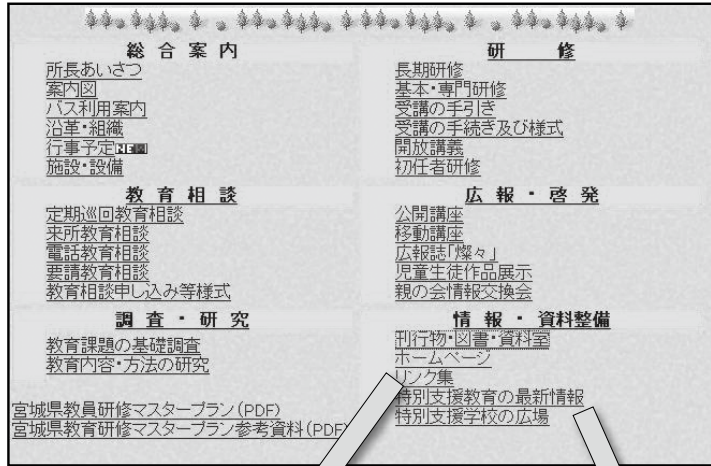 総合案内
所長あいさつ
案内図
バス利用案内
沿革・組織
行事予定NEW
施設・設備
教育相談
定期巡回教育相談
来所教育相談
電話教育相談
要請教育相談
教育相談申し込み等様式
調査・研究
教育課題の基礎調査
教育内容・方法の研究
宮城県教員研修マスタープラン(PDF)
宮城県教育研修マスタープラン参考資料(PDF)
研修
長期研修
基本・専門研修
受講の手引き
受講の手続き及び様式
開放講義
初任者研修
広報・啓発
公開講座
移動講座
広報誌「燦々」
児童生徒作品展示
親の会情報交換会
情報・資料整備
刊行物・図書・資料室
ホームページ
リンク集
特別支援教育の最新情報
特別支援学校の広場